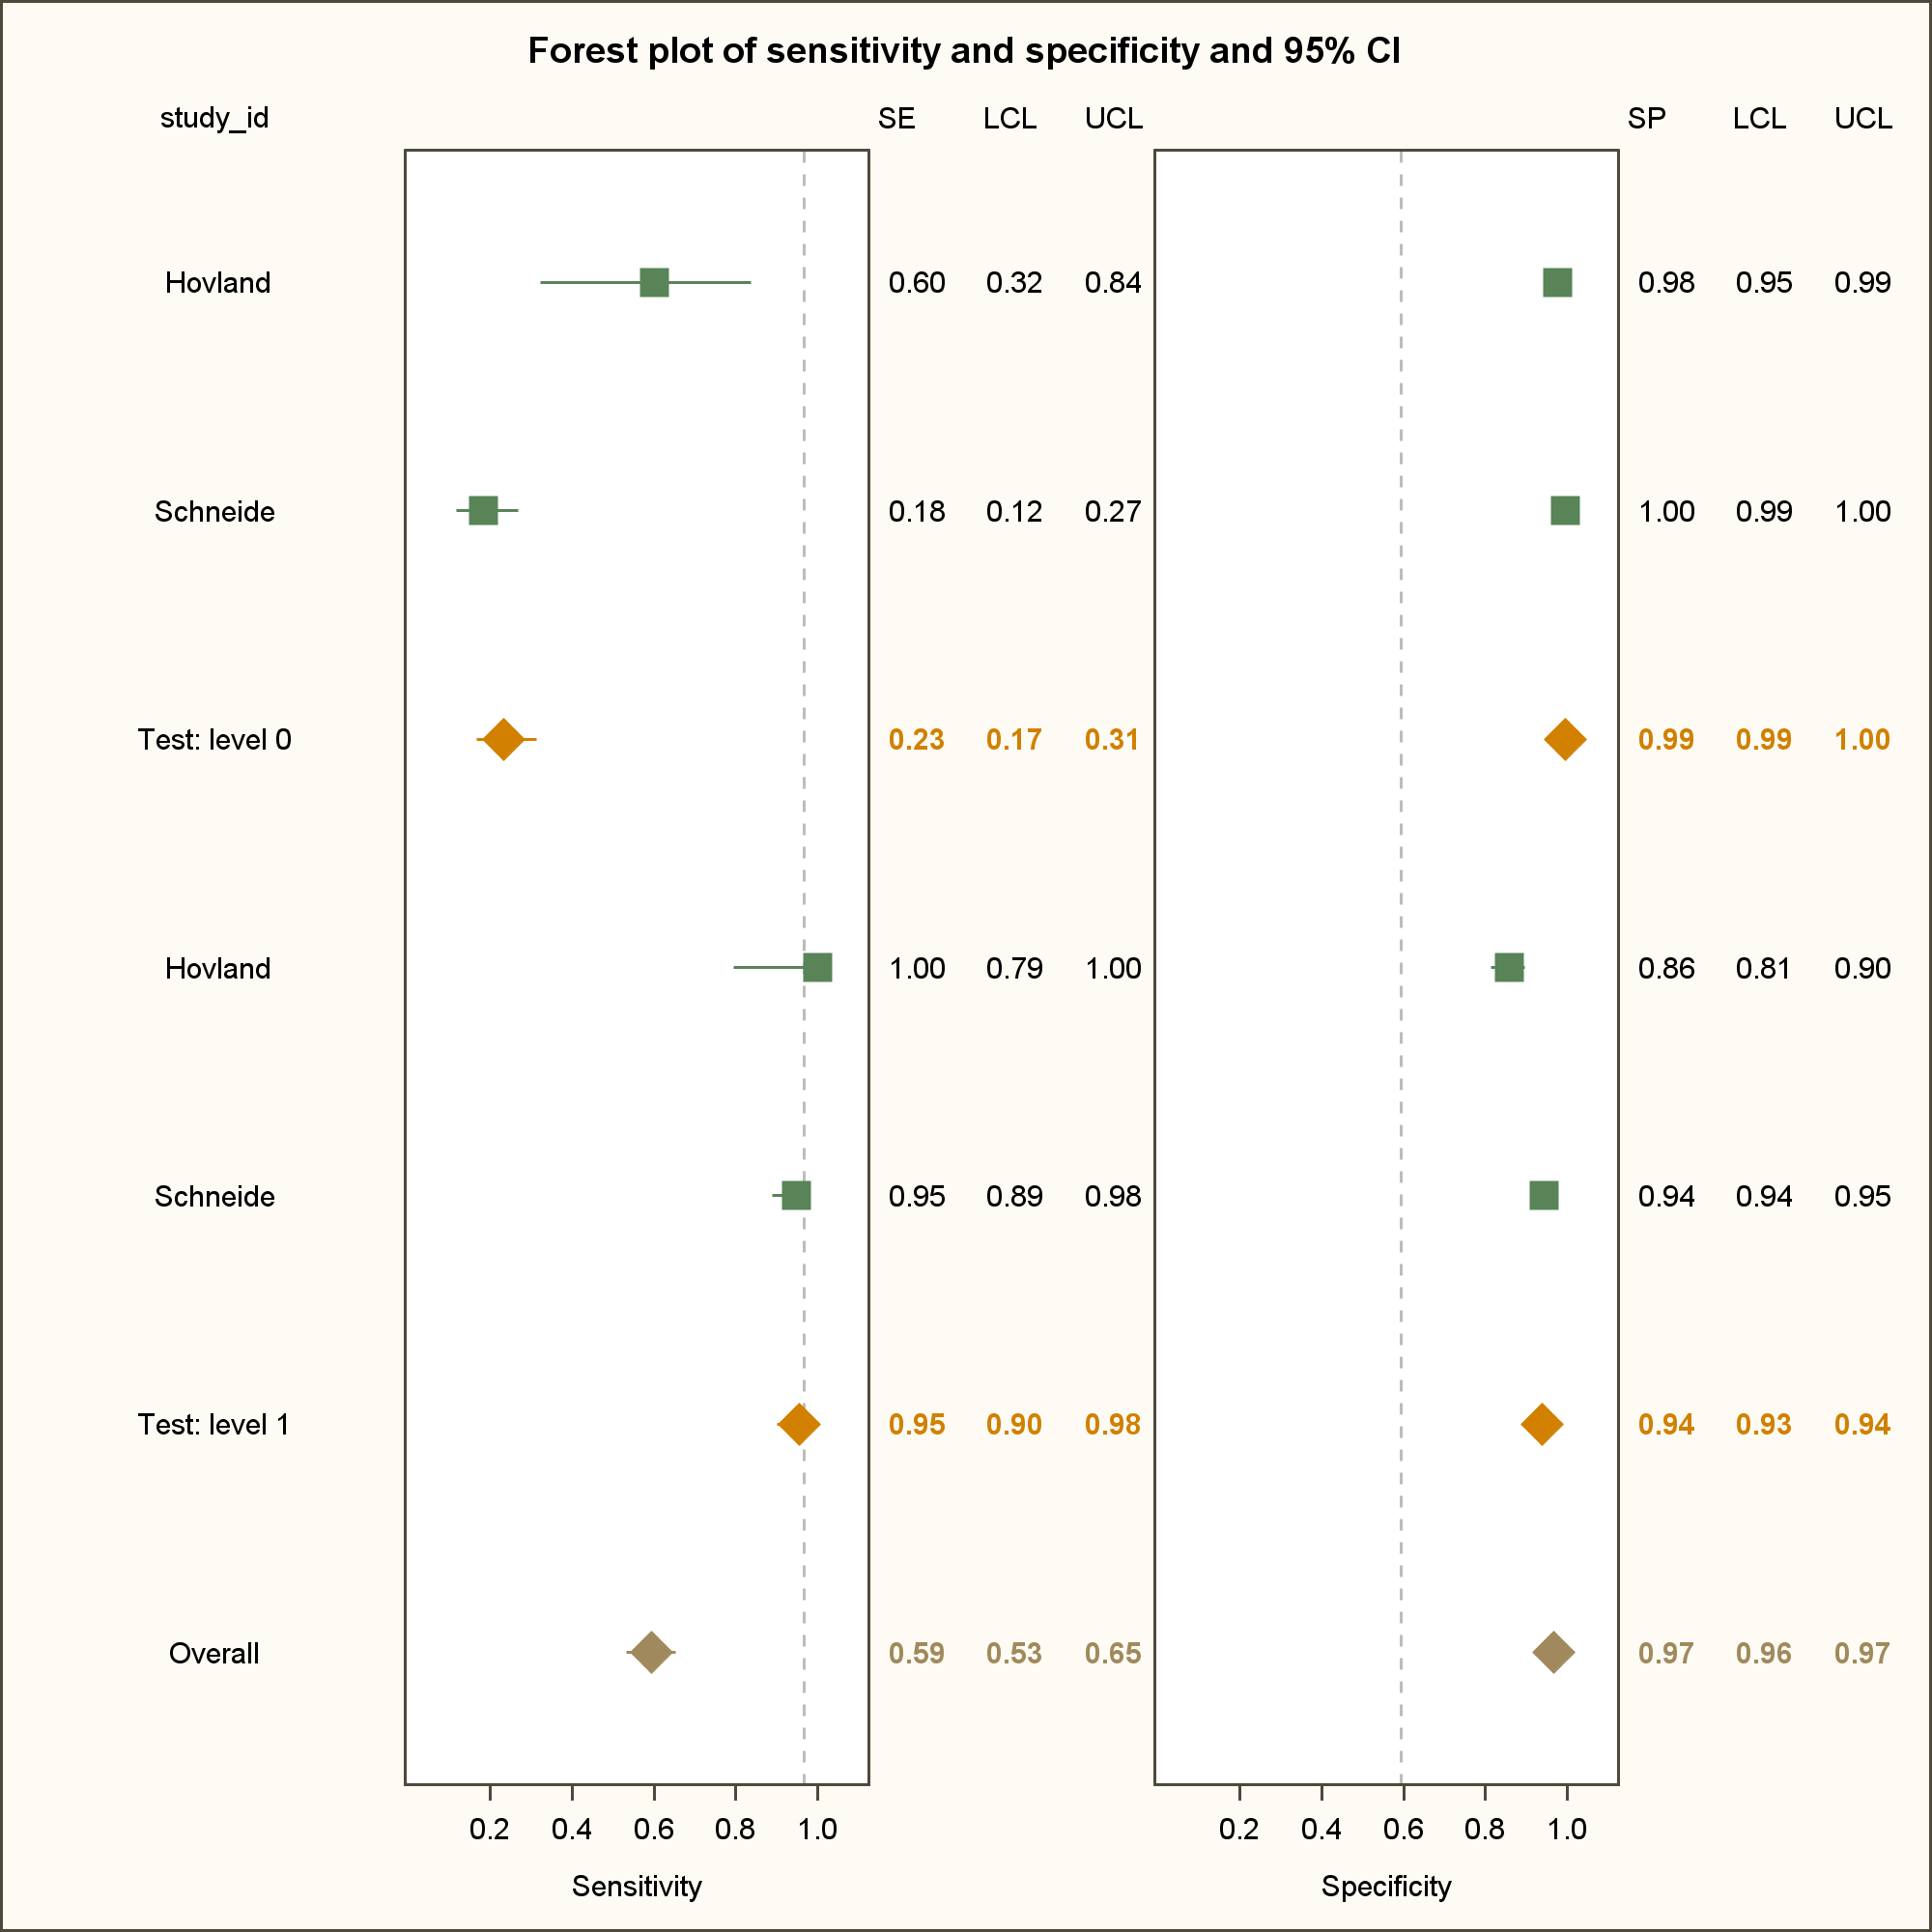 Forest plot of sensitivity and specificity and 95% CI
study_id SE LCL UCL SP LCL UCL
Hovland 0.60 0.32 0.84 0.98 0.95 0.99
Schneide 0.18 0.12 0.27 1.00 0.99 1.00
Test: level 0 0.23 0.17 0.31 0.99 0.99 1.00
Hovland 1.00 0.79 1.00 0.86 0.81 0.90
Schneide 0.95 0.89 0.98 0.94 0.94 0.95
Test: level 1 0.95 0.90 0.98 0.94 0.93 0.94
Overall 0.59 0.53 0.65 0.97 0.96 0.97
0.2 0.4 0.6 0.8 1.0 0.2 0.4 0.6 0.8 1.0
Sensitivity Specificity